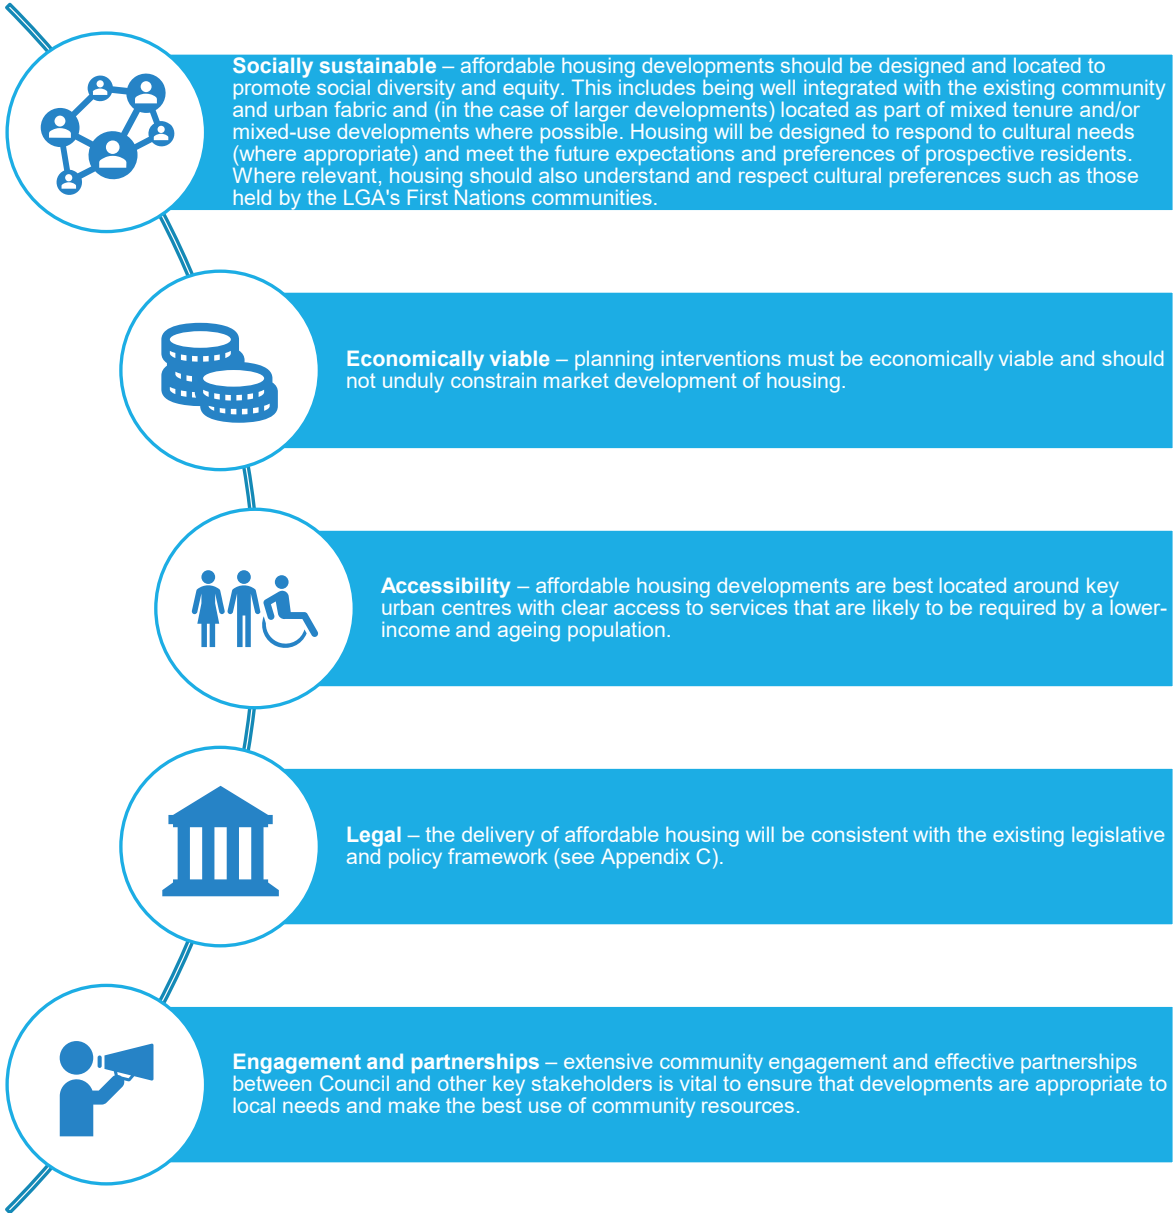 Socially sustainable – affordable housing developments should be designed and located to
promote social diversity and equity. This includes being well integrated with the existing community
and urban fabric and (in the case of larger developments) located as part of mixed tenure and/or
mixed-use developments where possible. Housing will be designed to respond to cultural needs
(where appropriate) and meet the future expectations and preferences of prospective residents.
Where relevant, housing should also understand and respect cultural preferences such as those
held by the LGA's First Nations communities.
Economically viable – planning interventions must be economically viable and should
not unduly constrain market development of housing.
Accessibility – affordable housing developments are best located around key
urban centres with clear access to services that are likely to be required by a lower-
income and ageing population.
Legal – the delivery of affordable housing will be consistent with the existing legislative
and policy framework (see Appendix C).
Engagement and partnerships – extensive community engagement and effective partnerships
between Council and other key stakeholders is vital to ensure that developments are appropriate to
local needs and make the best use of community resources.